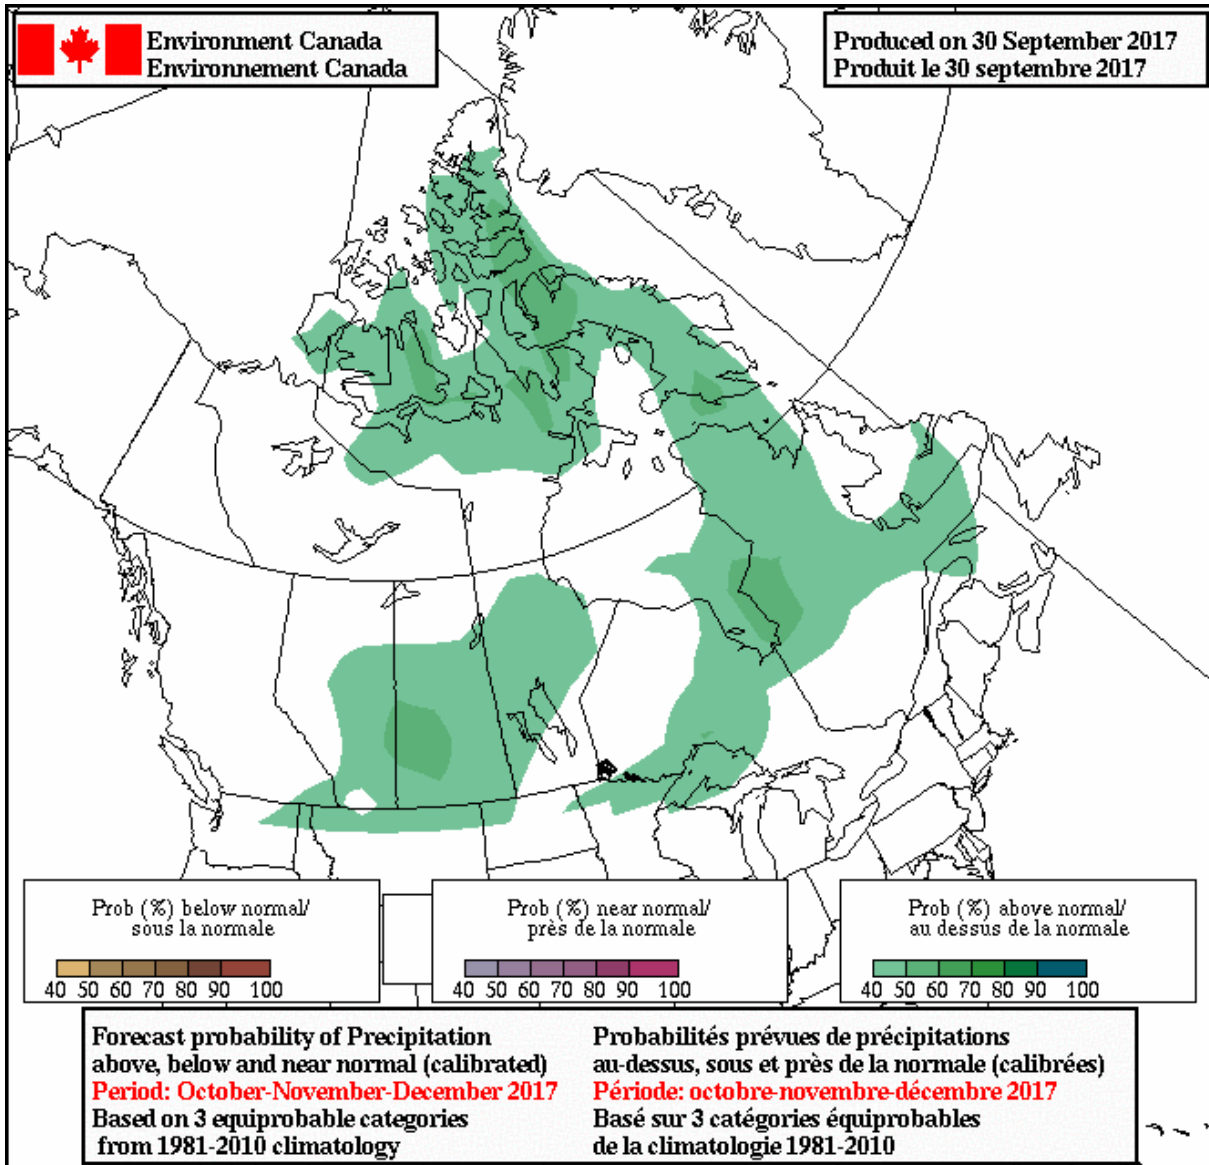 Environment Canada
Environnement Canada
Produced on 30 September 2017
Produit le 30 septembre 2017
Prob (%) below normal/
sous la normale
40 50 60 70 80 90 100
Prob (%) near normal/
près de la normale
40 50 60 70 80 90 100
Prob (%) above normal/
au dessus de la normale
40 50 60 70 80 90 100
Forecast probability of Precipitation
above, below and near normal (calibrated)
Period: October-November-December 2017
Based on 3 equiprobable categories
from 1981-2010 climatology
Probabilités prévues de précipitations
au-dessus, sous et près de la normale (calibrées)
Période: octobre-novembre-décembre 2017
Basé sur 3 catégories équiprobables
de la climatologie 1981-2010